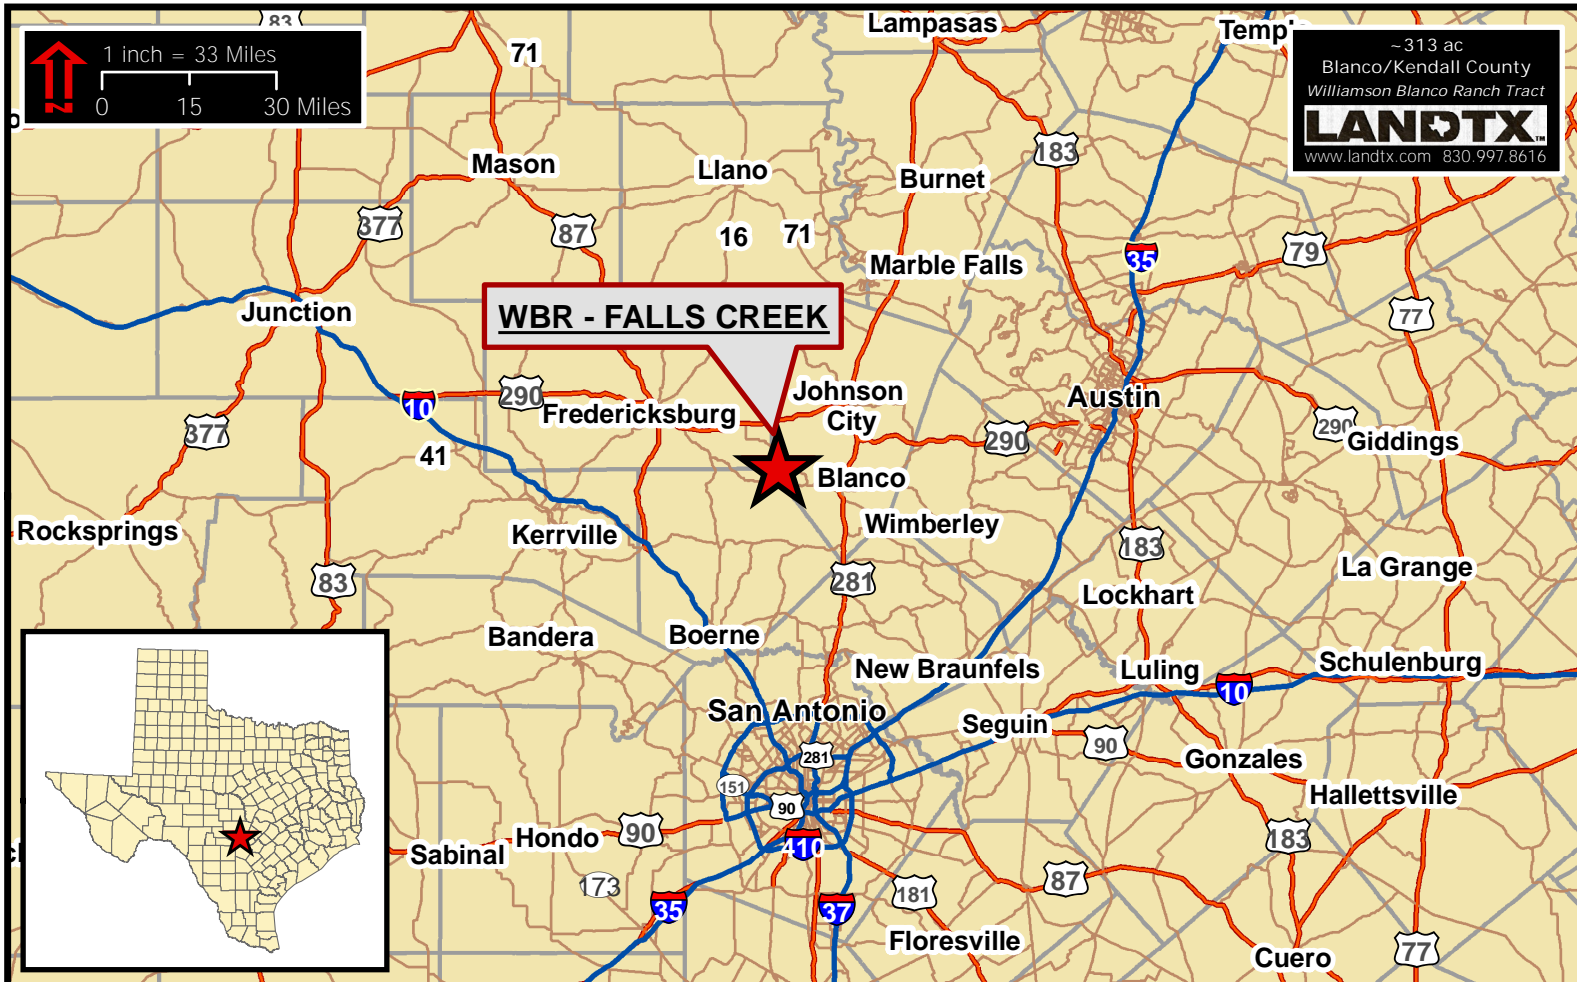 83
1 inch = 33 Miles
0 15 30 Miles
N
71
Lampasas
~313 ac
Blanco/Kendall County
Williamson Blanco Ranch Tract
LANDTX™
www.landtx.com 830.997.8616
Mason
Llano
Burnet
183
377
87
16
71
Marble Falls
35
79
Junction
WBR - FALLS CREEK
77
10
290
Fredericksburg
Johnson
City
Austin
377
41
290
290
Giddings
Blanco
Rocksprings
Kerrville
Wimberley
183
83
281
La Grange
Lockhart
Bandera
Boerne
New Braunfels
Luling
Schulenburg
10
San Antonio
Seguin
281
90
Gonzales
151
90
Hallettsville
Sabinal
Hondo
90
410
183
173
35
37
181
87
Floresville
Cuero
77